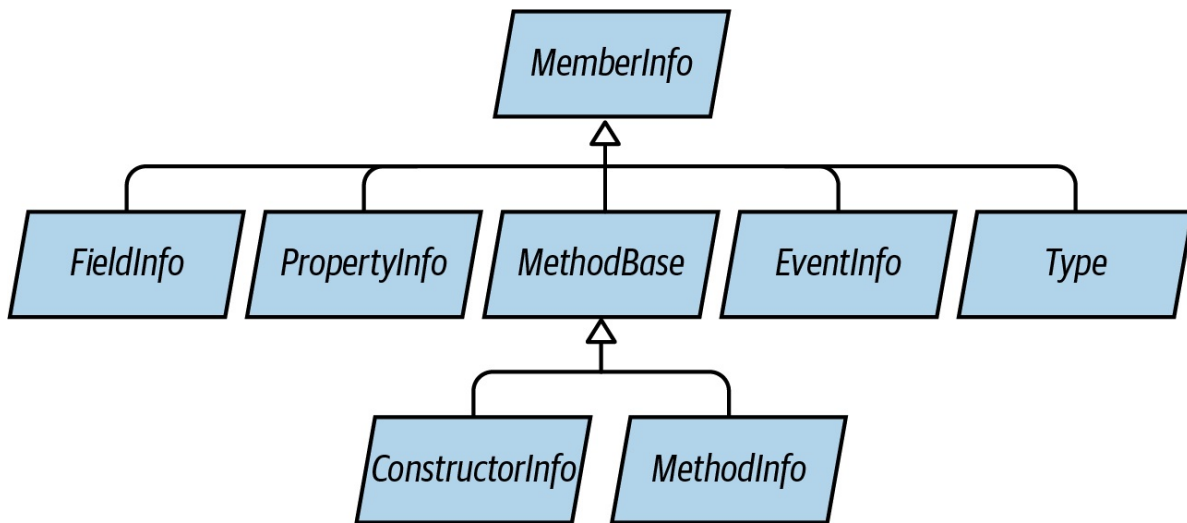 MemberInfo
FieldInfo
PropertyInfo
MethodBase
EventInfo
Type
ConstructorInfo
MethodInfo